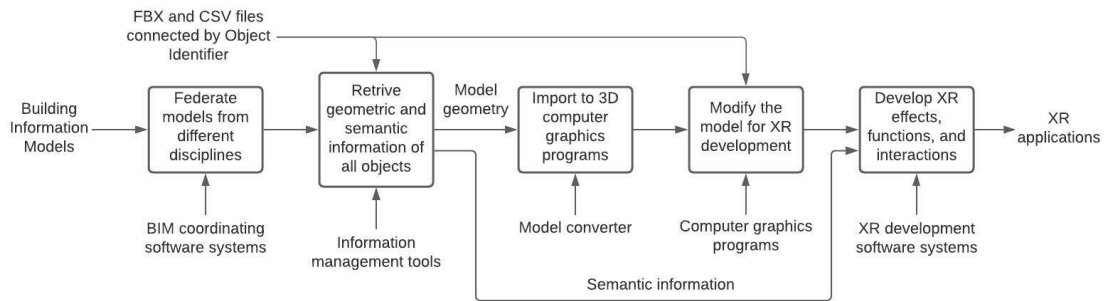 FBX and CSV files
connected by Object
Identifier
Building
Information
Models
Federate
models from
different
disciplines
Retrive
geometric and
semantic
information of
all objects
Model
geometry
Import to 3D
computer
graphics
programs
Modify the
model for XR
development
Develop XR
effects,
functions, and
interactions
XR
applications
BIM coordinating
software systems
Information
management tools
Model converter
Computer graphics
programs
XR development
software systems
Semantic information